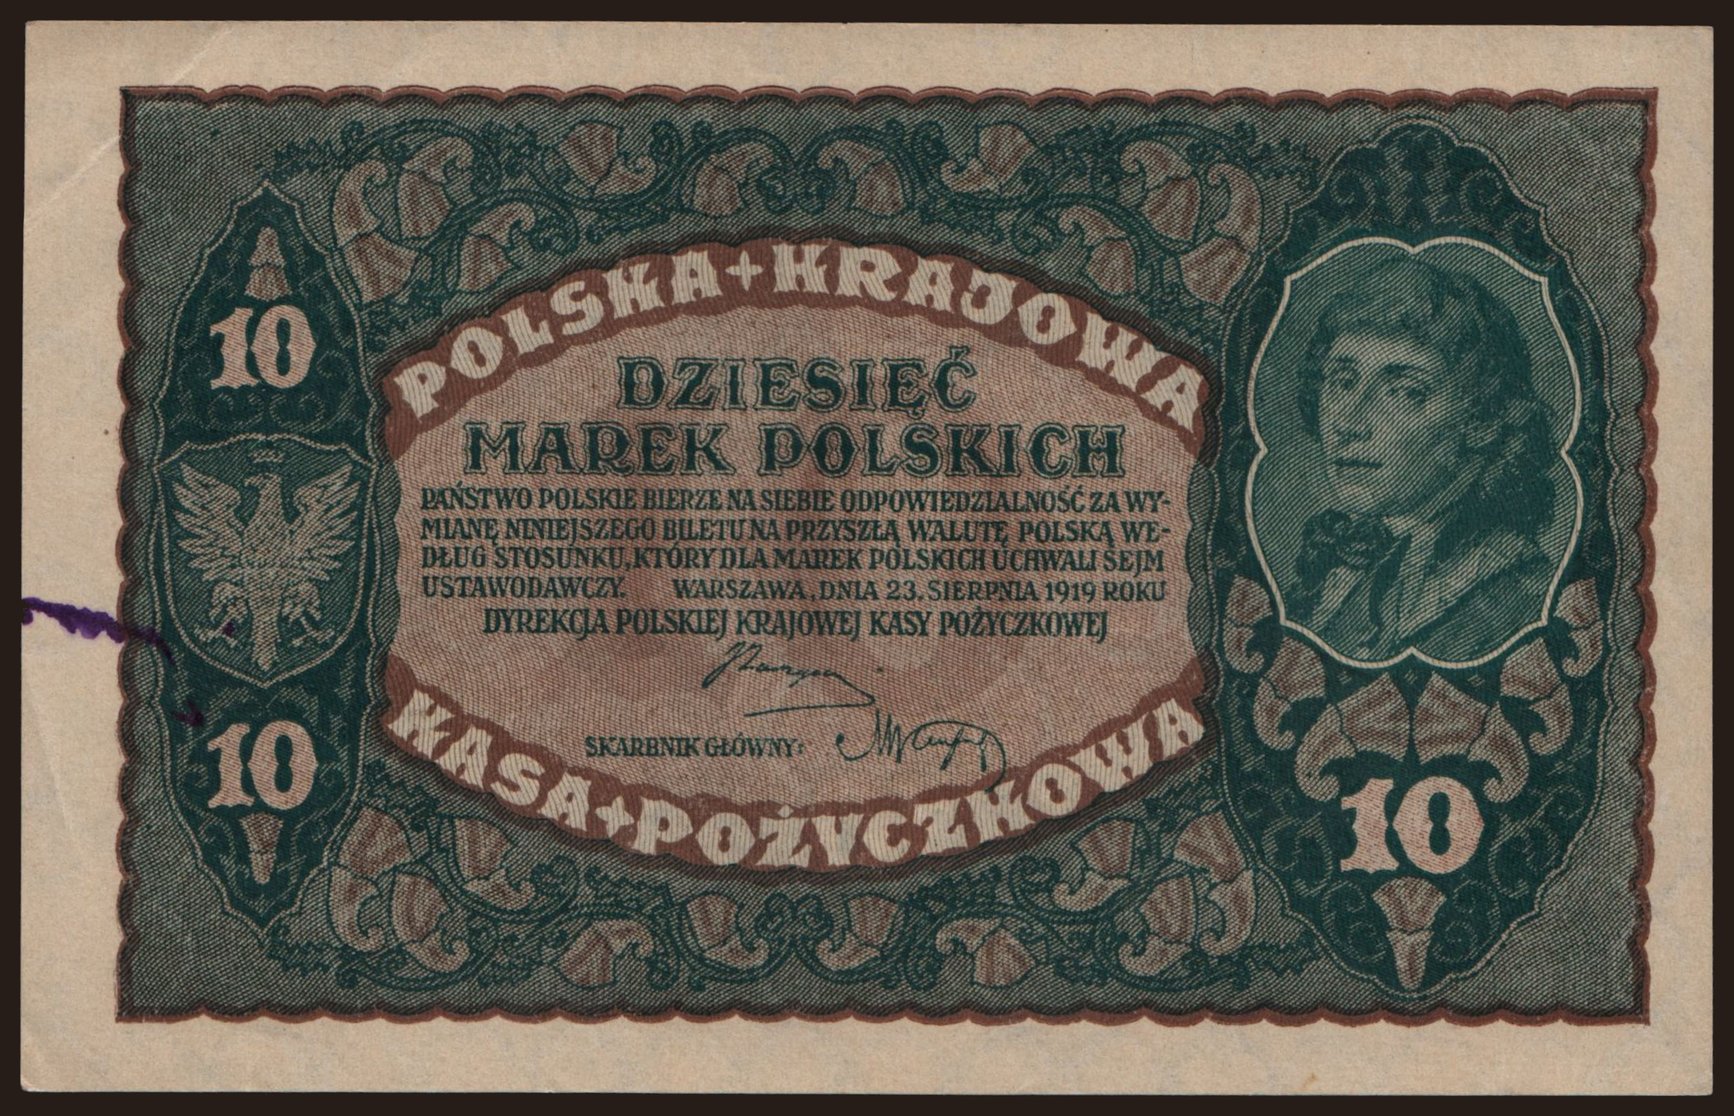 POLSKA + KRAJOWA
DZIESIĘĆ
MAREK POLSKICH
PAŃSTWO POLSKIE BIERZE NA SIEBIE ODPOWIEDZIALNOŚĆ ZA WY-
MIANĘ NINIEJSZEGO BILETU NA PRZYSZŁĄ WALUTĘ POLSKĄ WE-
DŁUG STOSUNKU, KTÓRY DLA MAREK POLSKICH UCHWALI SEJM
USTAWODAWCZY. WARSZAWA, DNIA 23. SIERPNIA 1919 ROKU
DYREKCJA POLSKIEJ KRAJOWEJ KASY POŻYCZKOWEJ
SKARBNIK GŁÓWNY:
KASA + POŻYCZKOWA
10
10
10